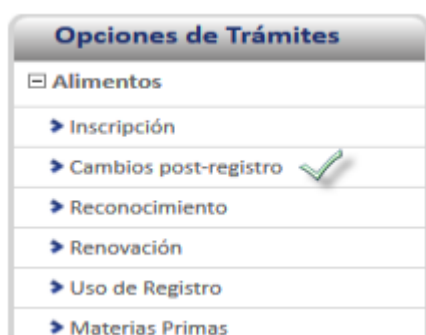 Opciones de Trámites
Alimentos
Inscripción
Cambios post-registro
Reconocimiento
Renovación
Uso de Registro
Materias Primas